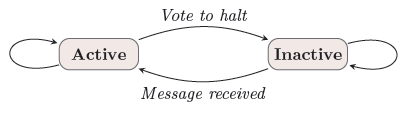 Vote to halt
Active
Inactive
Message received